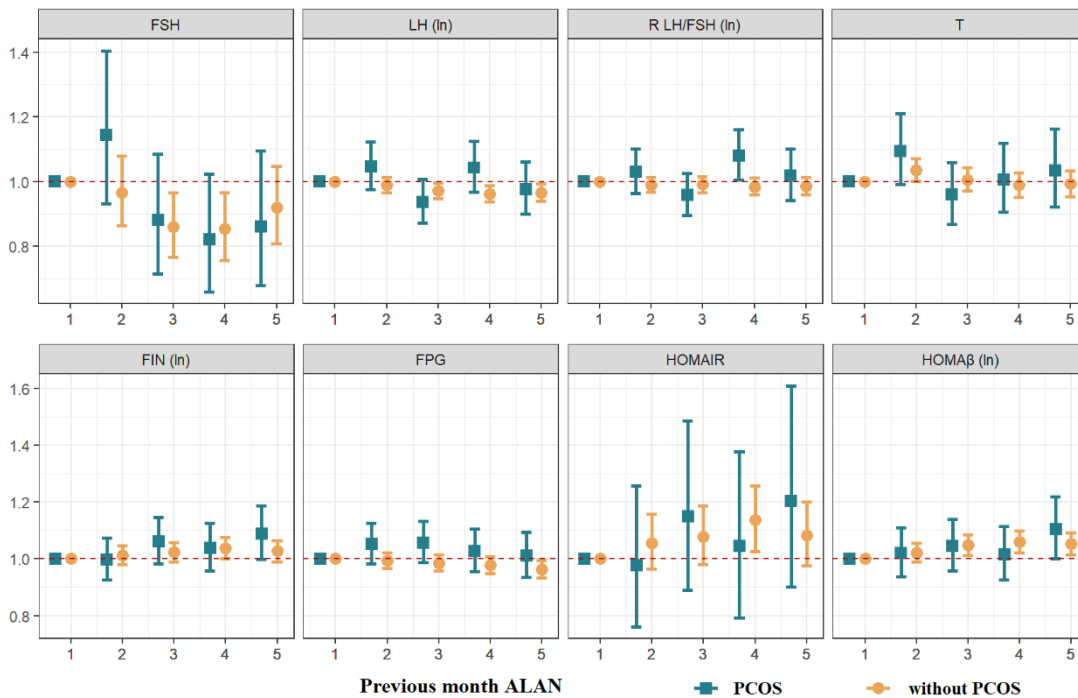 FSH LH (ln) R LH/FSH (ln) T
1.4
1.2
1.0
0.8
1 2 3 4 5 1 2 3 4 5 1 2 3 4 5 1 2 3 4 5
FIN (ln) FPG HOMAIR HOMAβ (ln)
1.6
1.4
1.2
1.0
0.8
1 2 3 4 5 1 2 3 4 5 1 2 3 4 5 1 2 3 4 5
Previous month ALAN PCOS without PCOS